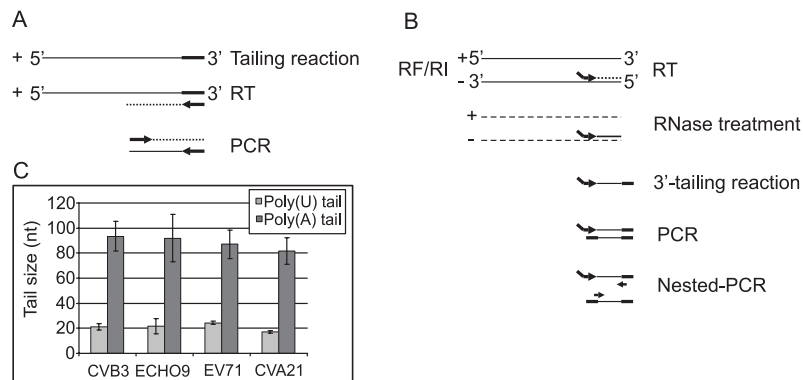 A
+ 5' 3' Tailing reaction
+ 5' 3' RT
PCR
B
RF/RI
+5' 3'
- 3' 5'
RT
+
-
RNase treatment
3'-tailing reaction
PCR
Nested-PCR
C
Poly(U) tail
Poly(A) tail
Tail size (nt)
120
100
80
60
40
20
0
CVB3 ECHO9 EV71 CVA21